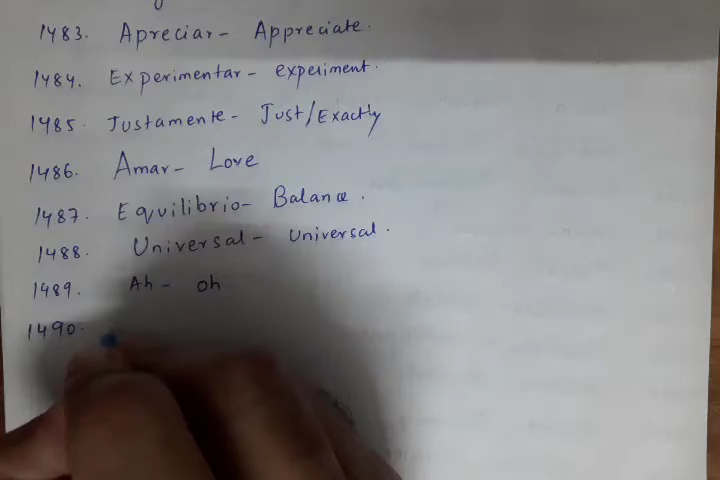 1483. Apreciar - Appreciate.
1484. Experimentar - experiment.
1485. Justamente - Just/Exactly
1486. Amar - Love
1487. Equilibrio - Balance.
1488. Universal - Universal.
1489. Ah - oh
1490.